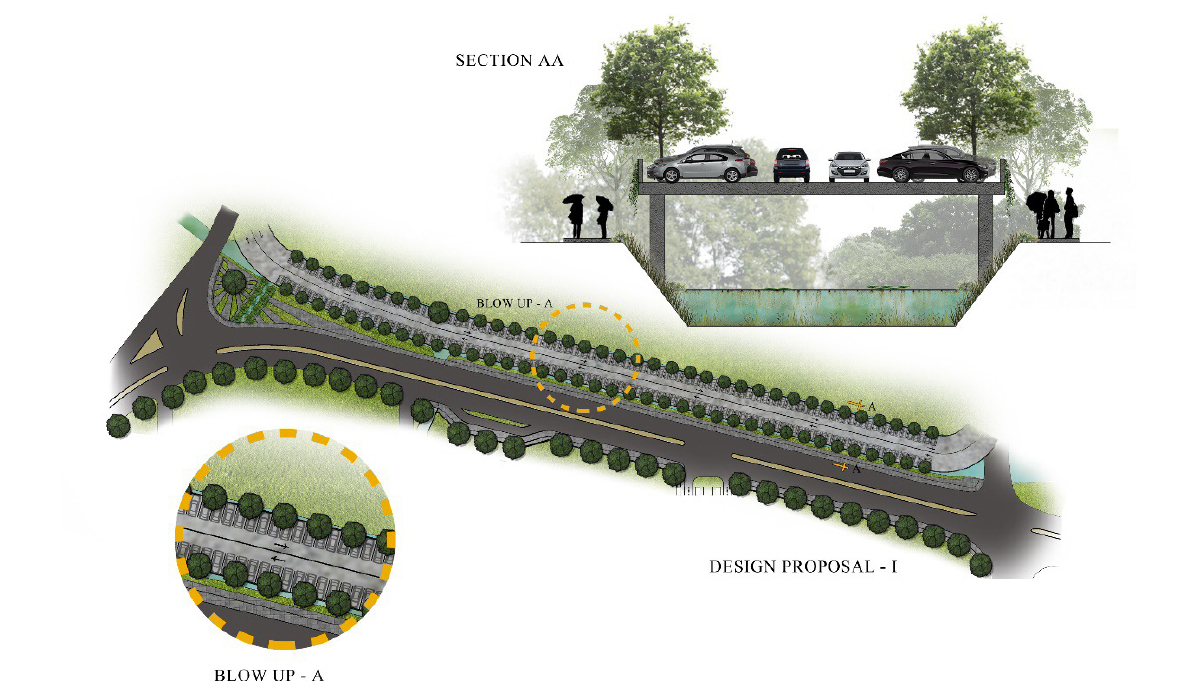 SECTION AA
BLOW UP - A
A
A
DESIGN PROPOSAL - I
BLOW UP - A